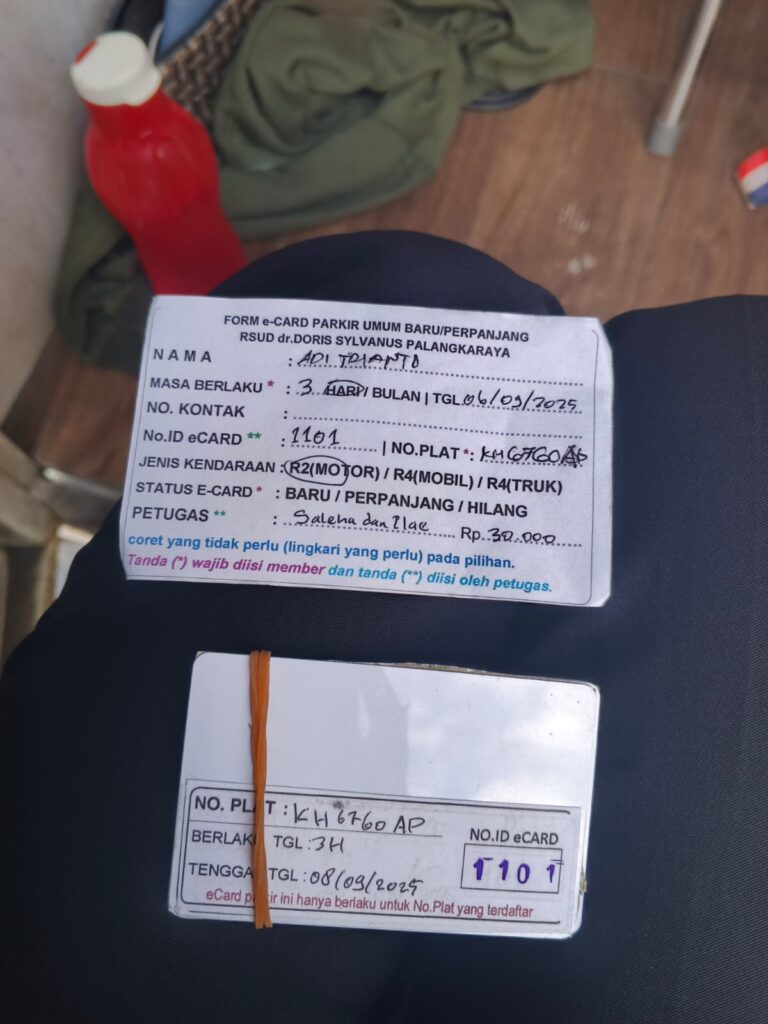 FORM e-CARD PARKIR UMUM BARU/PERPANJANG
RSUD dr.DORIS SYLVANUS PALANGKARAYA
NAMA : ADI TRIANTO
MASA BERLAKU * : 3 HARI / BULAN | TGL.06/09/2025
NO. KONTAK :
No.ID eCARD ** : 1101 | NO.PLAT *: KH 6760 AP
JENIS KENDARAAN : R2(MOTOR) / R4(MOBIL) / R4(TRUK)
STATUS E-CARD * : BARU / PERPANJANG / HILANG
PETUGAS ** : Saleha dan Rp. 30.000
coret yang tidak perlu (lingkari yang perlu) pada pilihan.
Tanda (*) wajib diisi member dan tanda (**) diisi oleh petugas.
NO. PLAT : KH 6760 AP
BERLAKU TGL : 3H
NO.ID eCARD
1101
TENGGAT TGL : 08/09/2025
eCard parkir ini hanya berlaku untuk No.Plat yang terdaftar